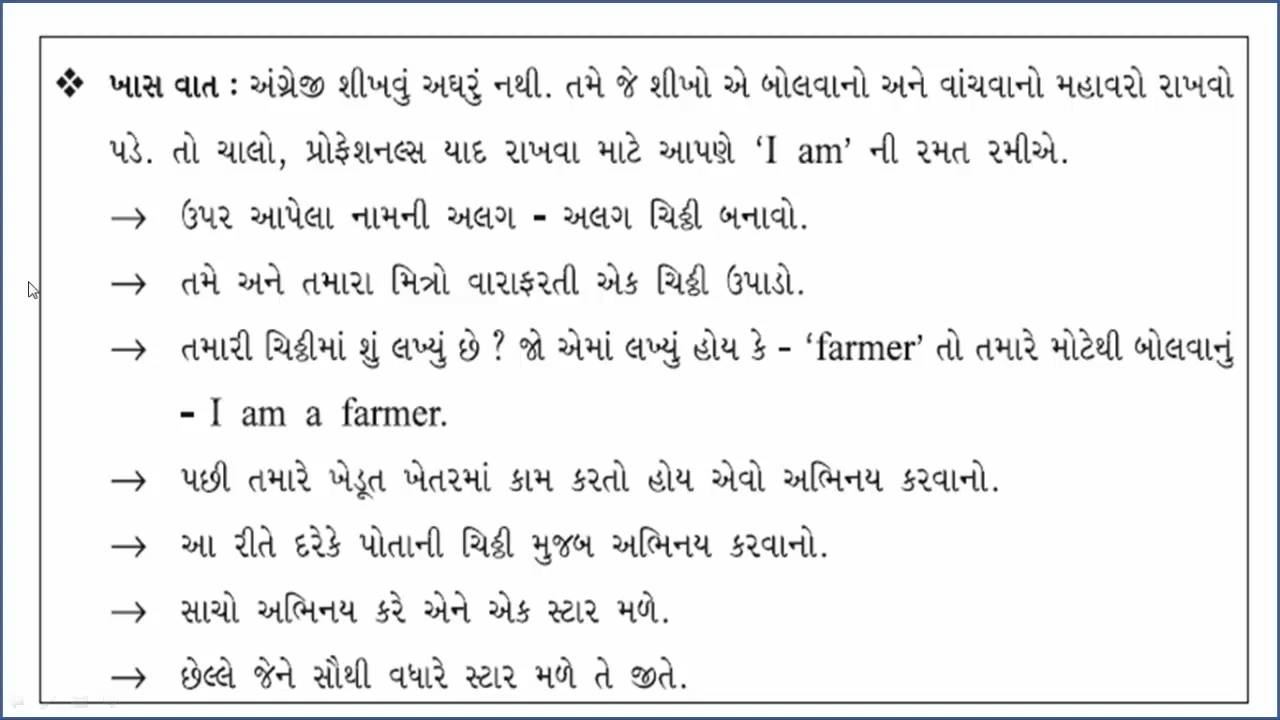 ❖ ખાસ વાત : અંગ્રેજી શીખવું અઘરું નથી. તમે જે શીખો એ બોલવાનો અને વાંચવાનો મહાવરો રાખવો
પડે. તો ચાલો, પ્રોફેશનલ્સ યાદ રાખવા માટે આપણે ‘I am’ ની રમત રમીએ.
→ ઉપર આપેલા નામની અલગ - અલગ ચિઠ્ઠી બનાવો.
→ તમે અને તમારા મિત્રો વારાફરતી એક ચિઠ્ઠી ઉપાડો.
→ તમારી ચિઠ્ઠીમાં શું લખ્યું છે ? જો એમાં લખ્યું હોય કે - ‘farmer’ તો તમારે મોટેથી બોલવાનું
- I am a farmer.
→ પછી તમારે ખેડૂત ખેતરમાં કામ કરતો હોય એવો અભિનય કરવાનો.
→ આ રીતે દરેકે પોતાની ચિઠ્ઠી મુજબ અભિનય કરવાનો.
→ સાચો અભિનય કરે એને એક સ્ટાર મળે.
→ છેલ્લે જેને સૌથી વધારે સ્ટાર મળે તે જીતે.